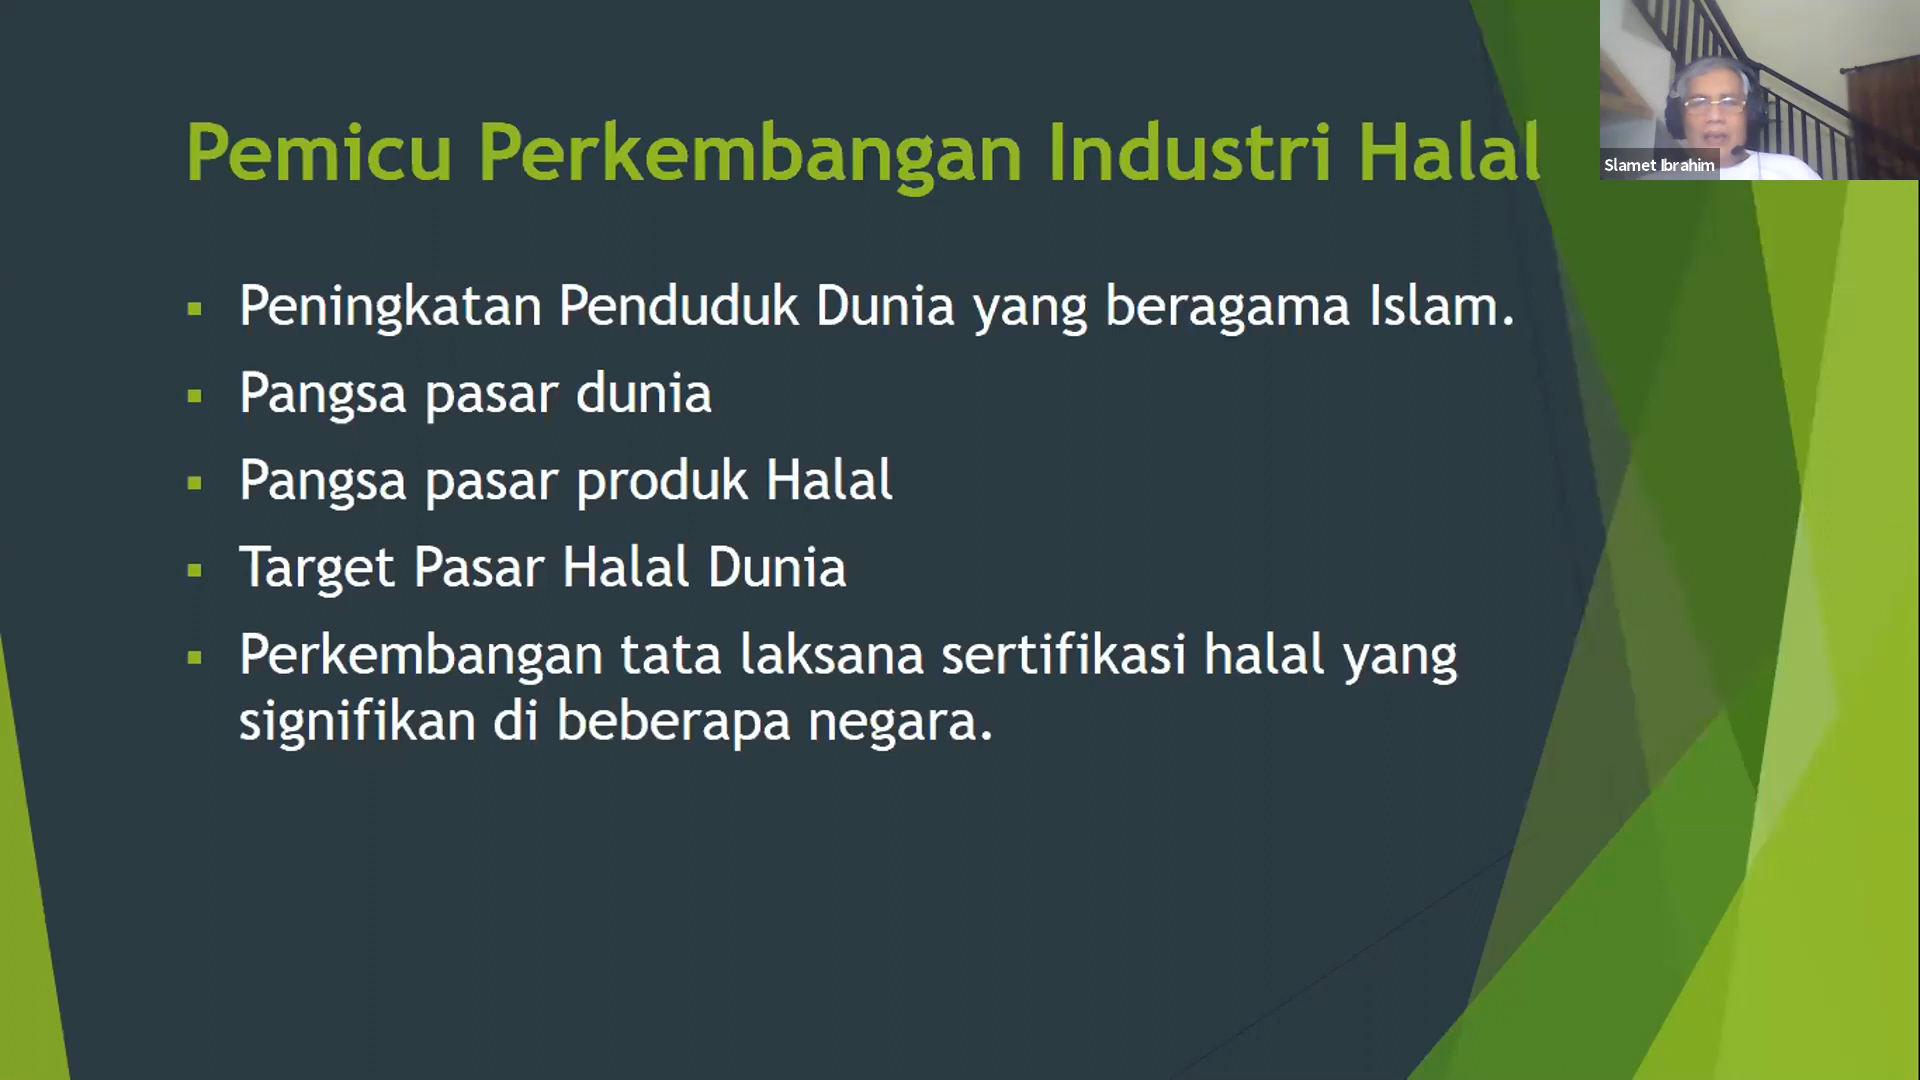 Pemicu Perkembangan Industri Halal
Slamet Ibrahim
▪ Peningkatan Penduduk Dunia yang beragama Islam.
▪ Pangsa pasar dunia
▪ Pangsa pasar produk Halal
▪ Target Pasar Halal Dunia
▪ Perkembangan tata laksana sertifikasi halal yang
signifikan di beberapa negara.